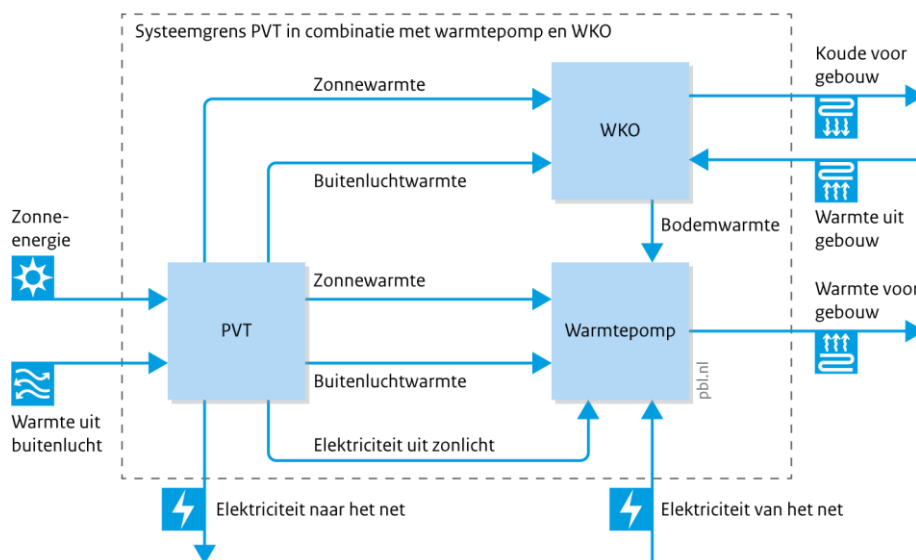 Systeemgrens PVT in combinatie met warmtepomp en WKO
Koude voor
gebouw
Zonnewarmte
WKO
Buitenluchtwarmte
Warmte uit
gebouw
Zonne-
energie
Bodemwarmte
Zonnewarmte
Warmte voor
gebouw
PVT
Warmtepomp
Buitenluchtwarmte
pbl.nl
Warmte uit
buitenlucht
Elektriciteit uit zonlicht
Elektriciteit naar het net
Elektriciteit van het net